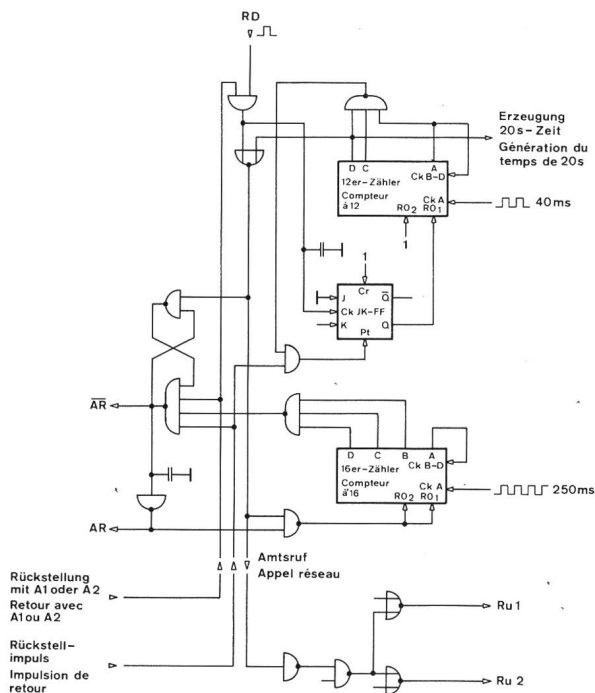 RD
Erzeugung
20s-Zeit
Génération du
temps de 20s
D C A
Ck B-D
12er-Zähler
Compteur
à 12
Ck A
RO2 RO1
40ms
1
1
Cr
J Q̅
Ck JK-FF
K Q
Pt
A̅R̅
D C B A
Ck B-D
16er-Zähler
Compteur
à 16
Ck A
RO2 RO1
250ms
AR
Amtsruf
Appel réseau
Rückstellung
mit A1 oder A2
Retour avec
A1 ou A2
Rückstell-
impuls
Impulsion de
retour
Ru 1
Ru 2